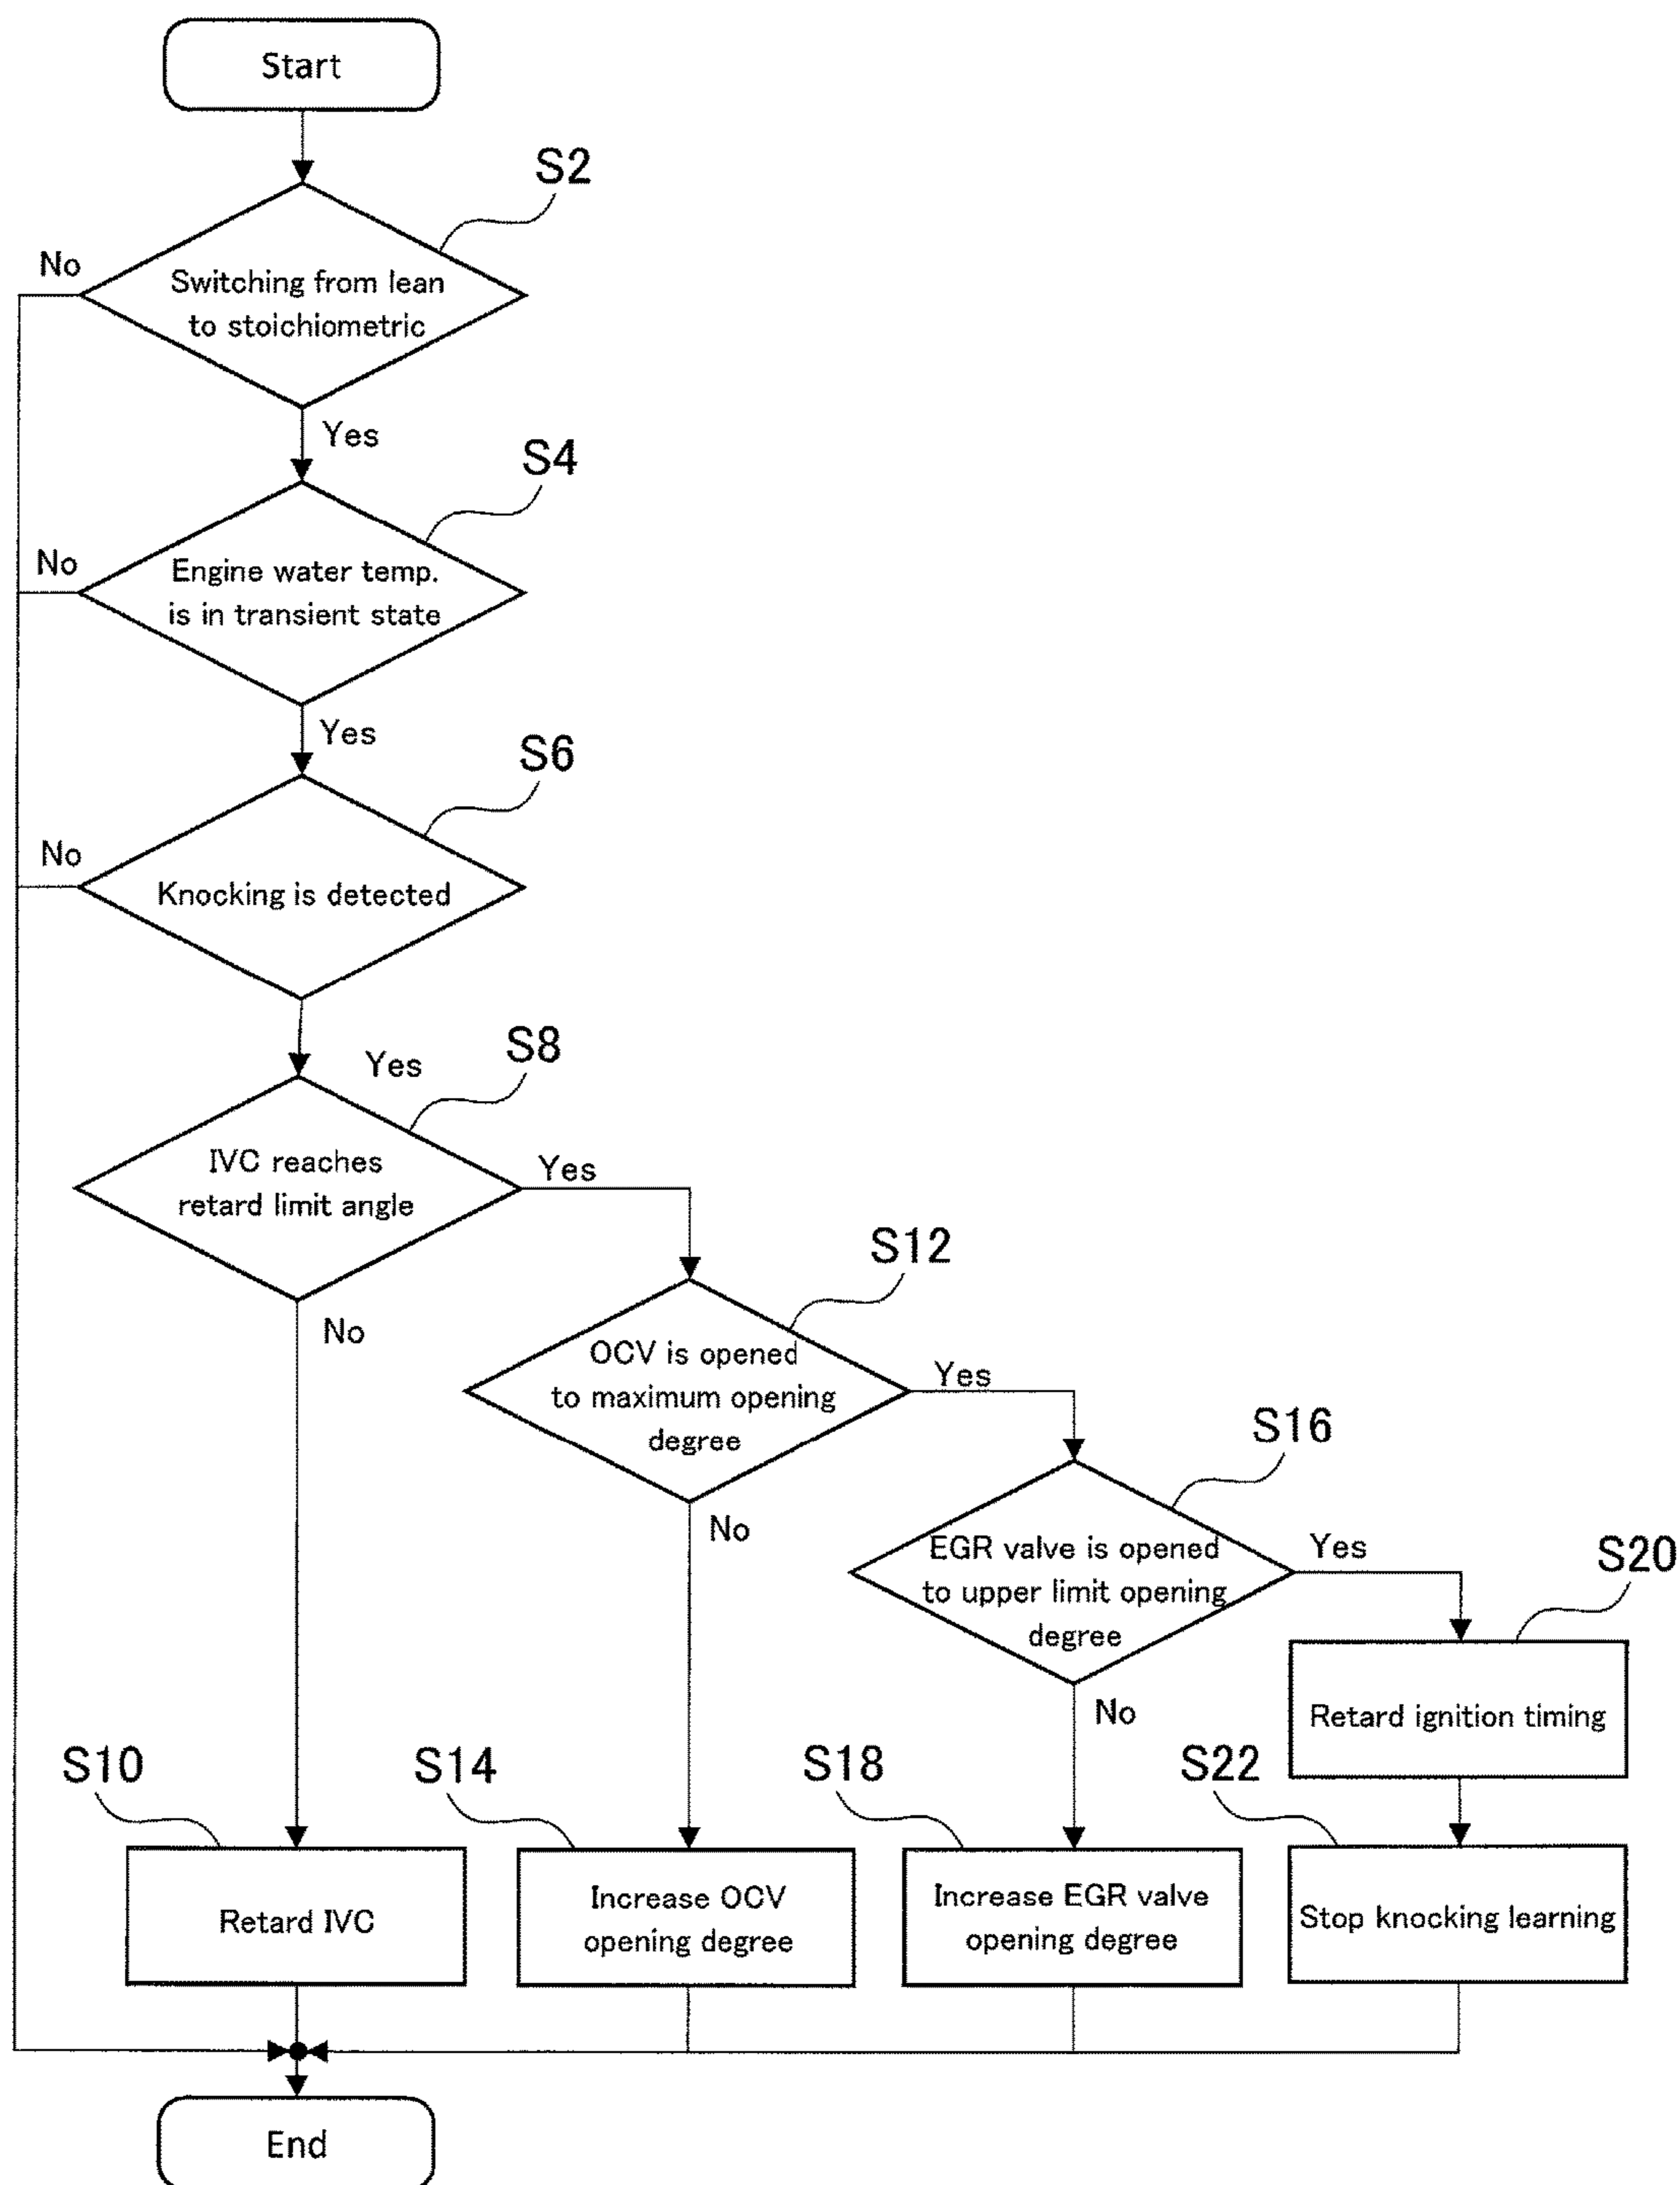 Start
S2
No
Switching from lean
to stoichiometric
Yes
S4
No
Engine water temp.
is in transient state
Yes
S6
No
Knocking is detected
Yes
S8
IVC reaches
retard limit angle
Yes
No
S12
OCV is opened
to maximum opening
degree
Yes
No
S16
EGR valve is opened
to upper limit opening
degree
Yes
No
S20
Retard ignition timing
S10
Retard IVC
S14
Increase OCV
opening degree
S18
Increase EGR valve
opening degree
S22
Stop knocking learning
End